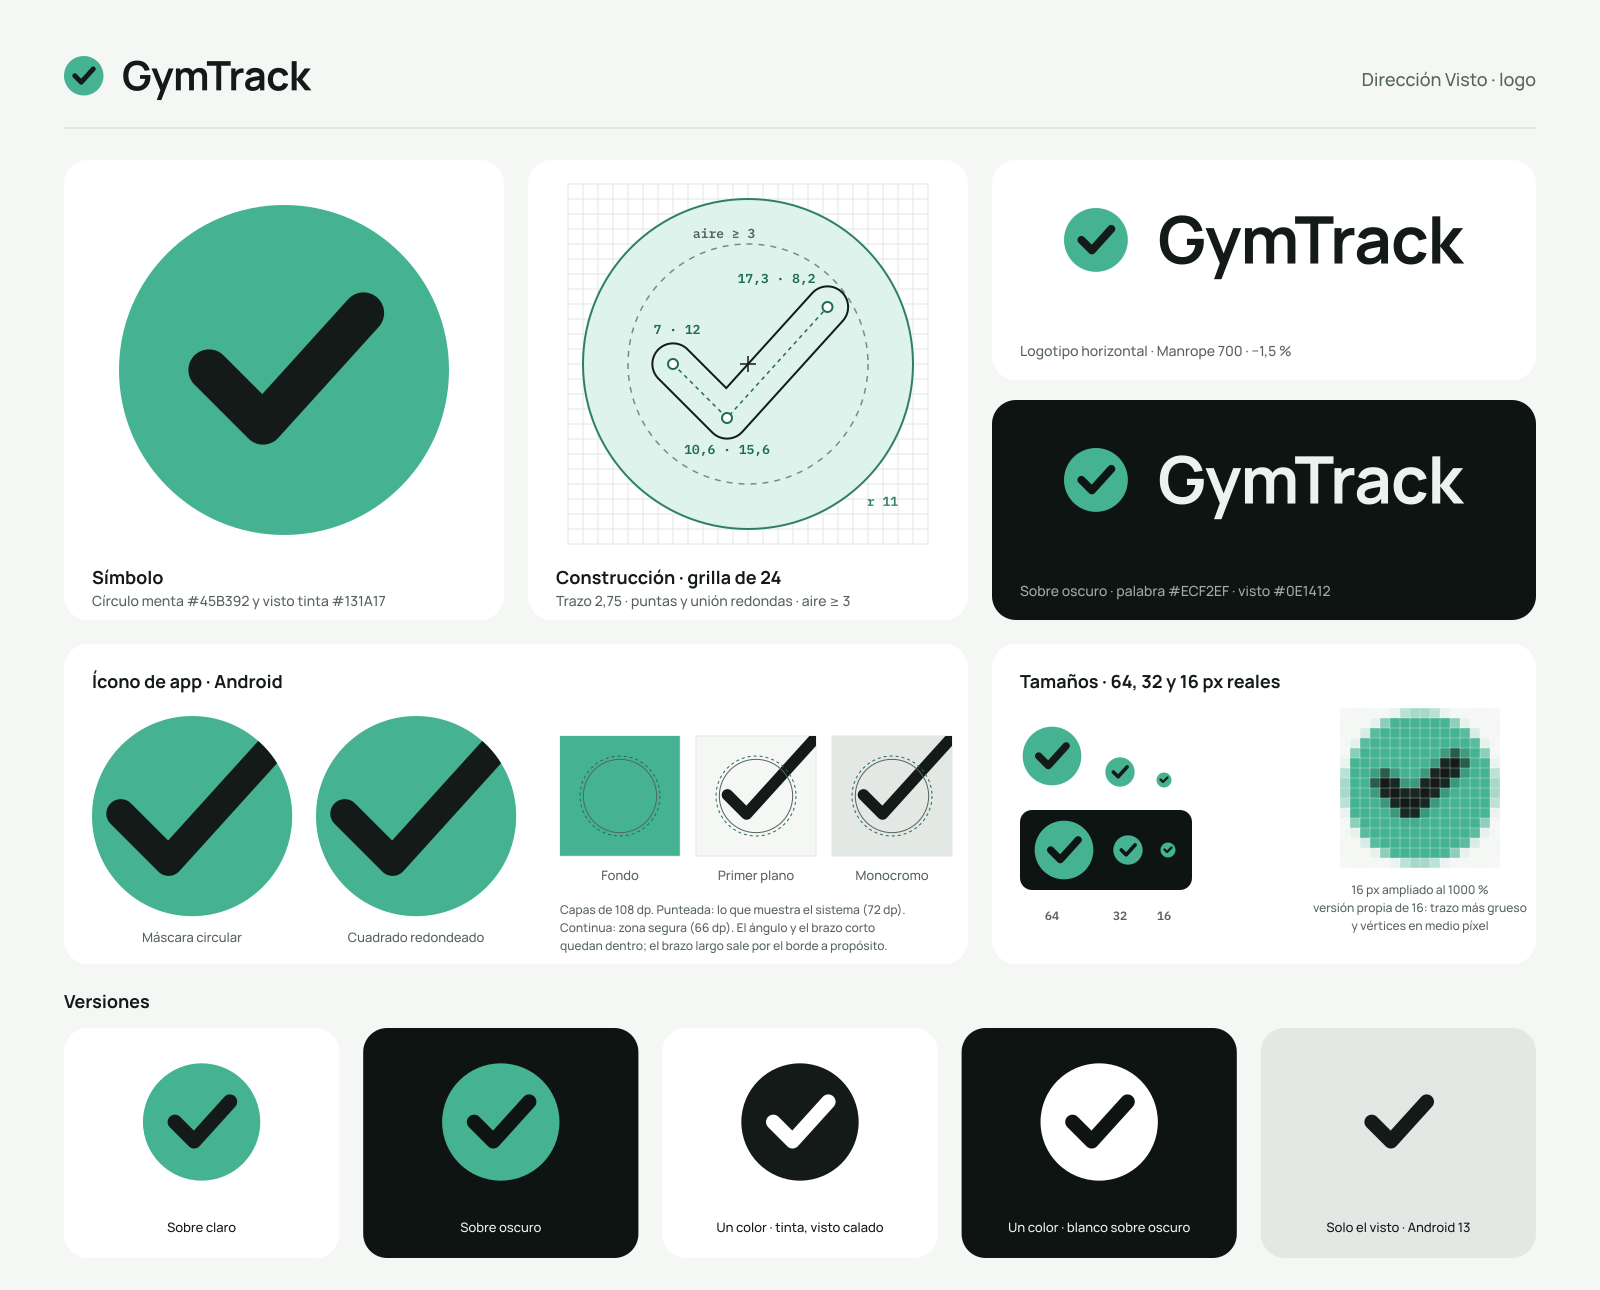 GymTrack
Dirección Visto · logo
aire ≥ 3
17,3 · 8,2
7 · 12
10,6 · 15,6
r 11
Símbolo
Círculo menta #45B392 y visto tinta #131A17
Construcción · grilla de 24
Trazo 2,75 · puntas y unión redondas · aire ≥ 3
GymTrack
Logotipo horizontal · Manrope 700 · −1,5 %
GymTrack
Sobre oscuro · palabra #ECF2EF · visto #0E1412
Ícono de app · Android
Máscara circular
Cuadrado redondeado
Fondo
Primer plano
Monocromo
Capas de 108 dp. Punteada: lo que muestra el sistema (72 dp).
Continua: zona segura (66 dp). El ángulo y el brazo corto
quedan dentro; el brazo largo sale por el borde a propósito.
Tamaños · 64, 32 y 16 px reales
64
32
16
16 px ampliado al 1000 %
versión propia de 16: trazo más grueso
y vértices en medio píxel
Versiones
Sobre claro
Sobre oscuro
Un color · tinta, visto calado
Un color · blanco sobre oscuro
Solo el visto · Android 13